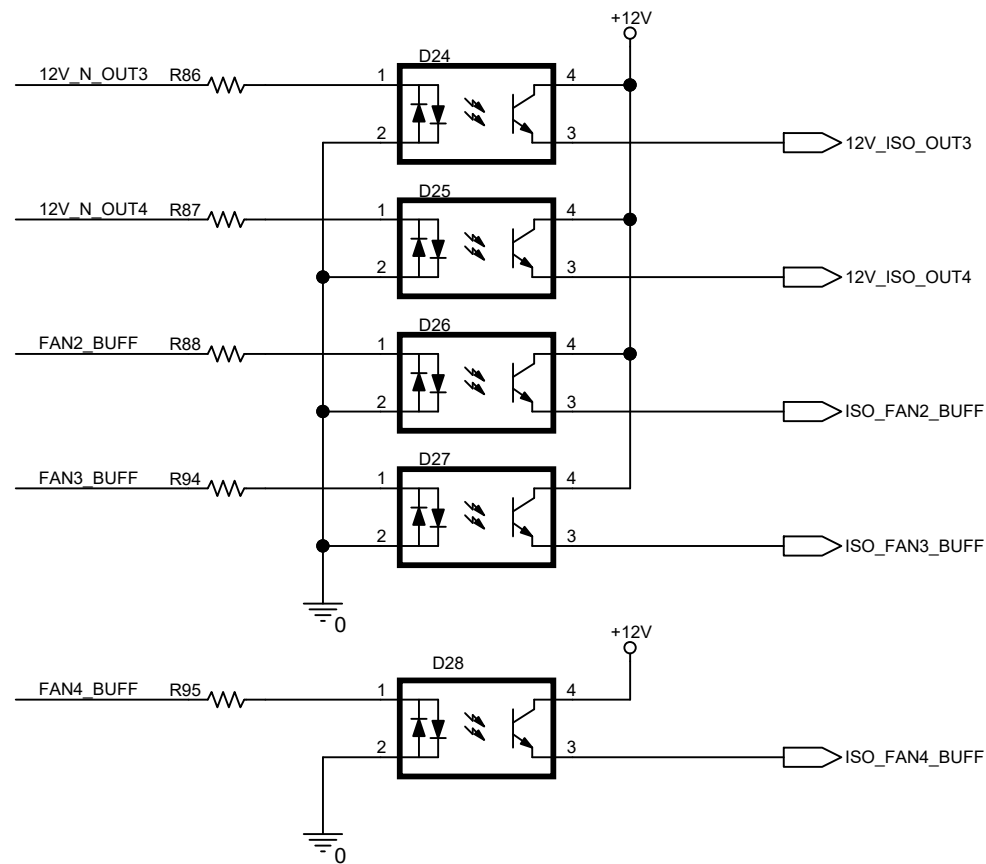 +12V
D24
12V_N_OUT3 R86 1 4
2 3 12V_ISO_OUT3
D25
12V_N_OUT4 R87 1 4
2 3 12V_ISO_OUT4
D26
FAN2_BUFF R88 1 4
2 3 ISO_FAN2_BUFF
D27
FAN3_BUFF R94 1 4
2 3 ISO_FAN3_BUFF
0
+12V
D28
FAN4_BUFF R95 1 4
2 3 ISO_FAN4_BUFF
0